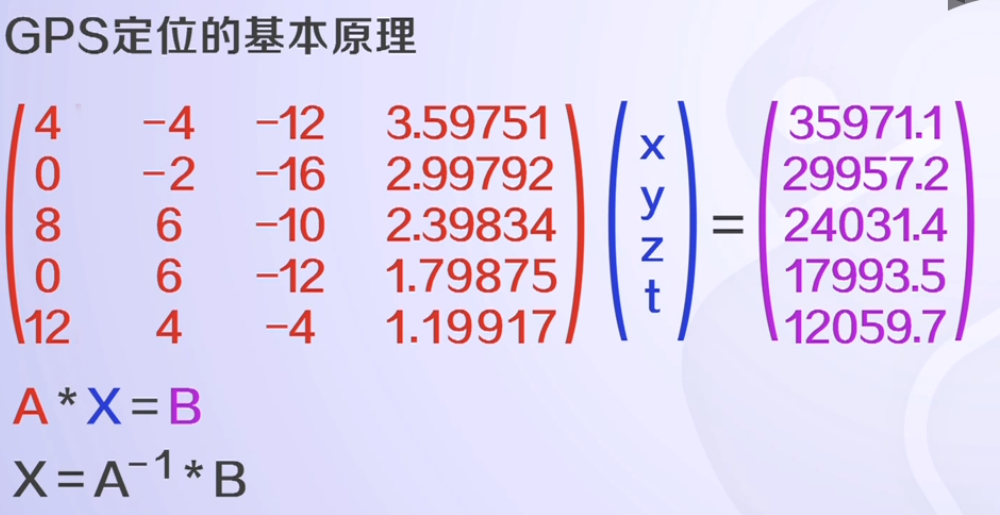 GPS定位的基本原理
4 −4 −12 3.59751 x 35971.1
0 −2 −16 2.99792 y 29957.2
8 6 −10 2.39834 z = 24031.4
0 6 −12 1.79875 t 17993.5
12 4 −4 1.19917 12059.7
A * X = B
X = A⁻¹ * B